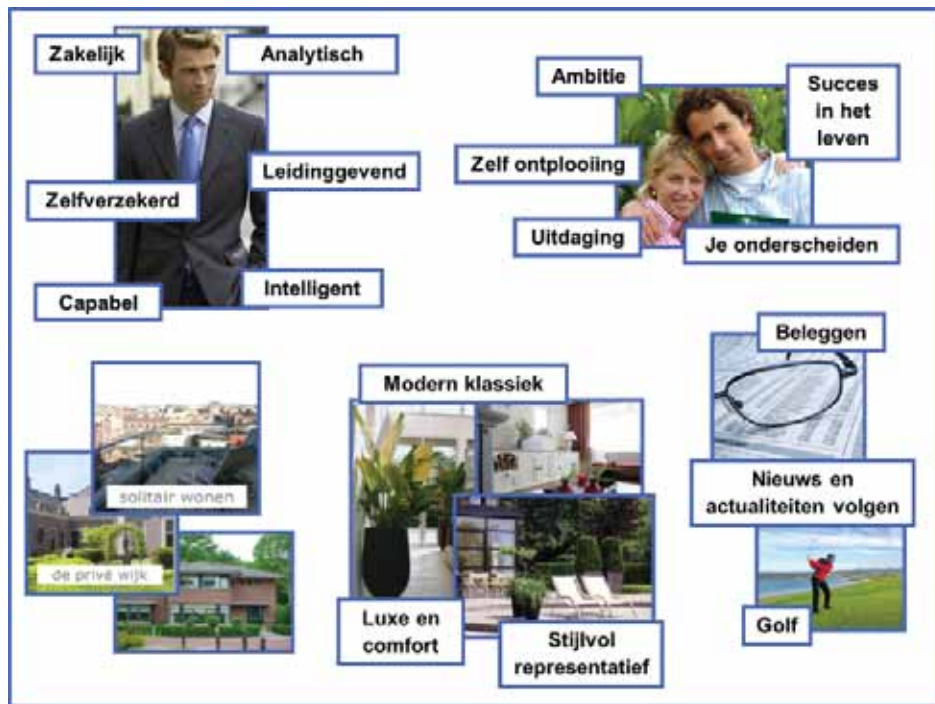 Zakelijk
Analytisch
Leidinggevend
Zelfverzekerd
Intelligent
Capabel
Ambitie
Succes
in het
leven
Zelf ontplooiing
Uitdaging
Je onderscheiden
solitair wonen
de privé wijk
Modern klassiek
Luxe en
comfort
Stijlvol
representatief
Beleggen
Nieuws en
actualiteiten volgen
Golf